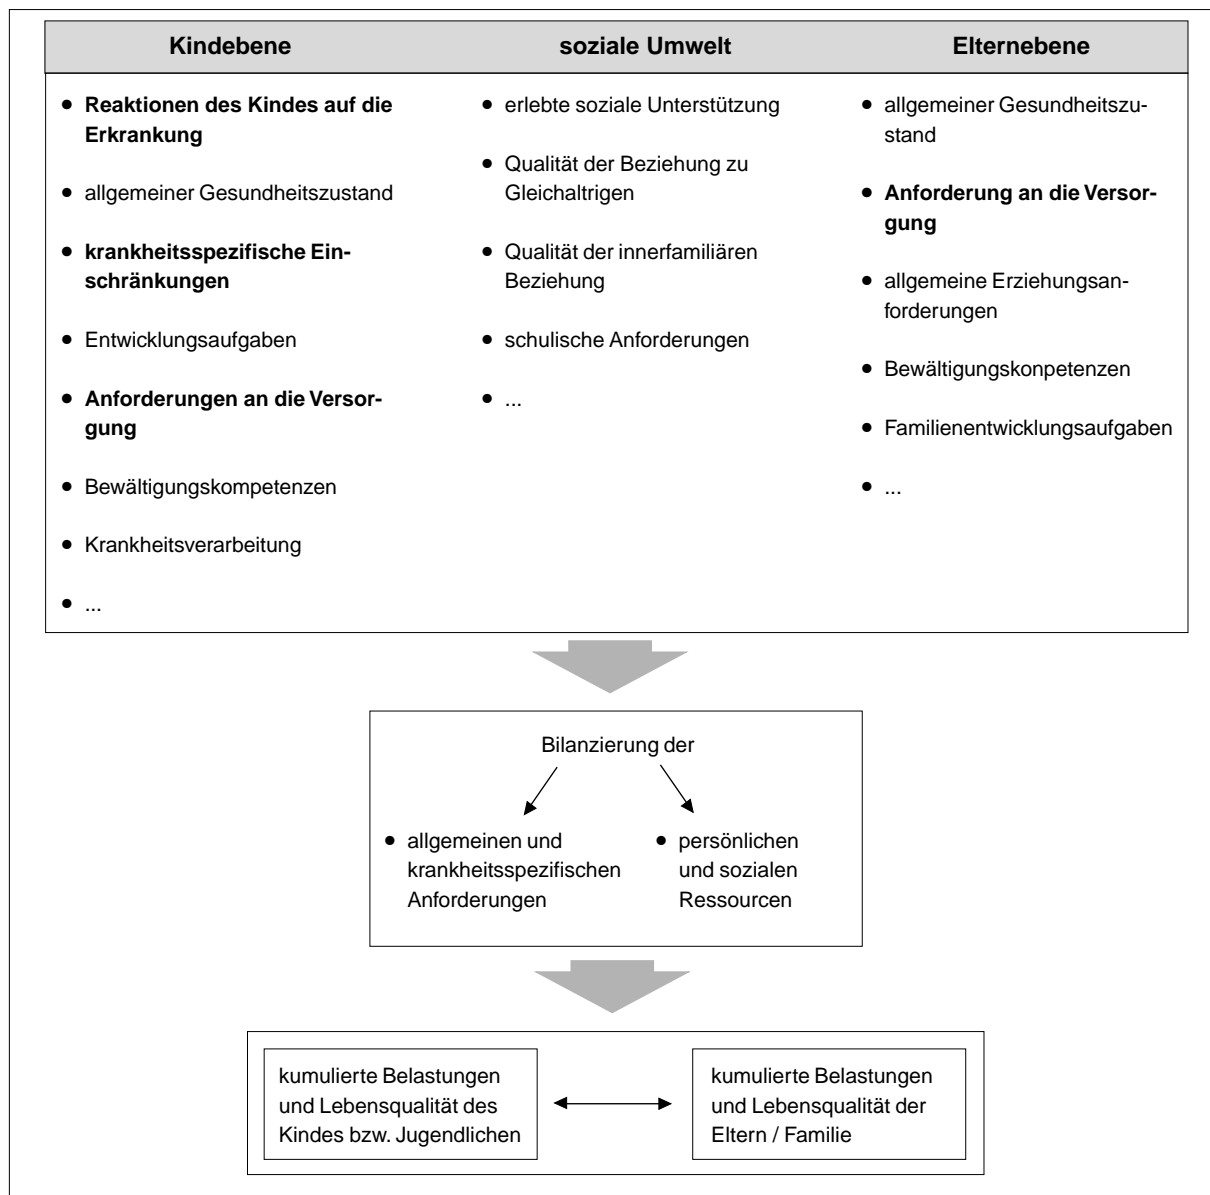 Kindebene
soziale Umwelt
Elternebene
● Reaktionen des Kindes auf die
Erkrankung
● allgemeiner Gesundheitszustand
● krankheitsspezifische Ein-
schränkungen
● Entwicklungsaufgaben
● Anforderungen an die Versor-
gung
● Bewältigungskompetenzen
● Krankheitsverarbeitung
● ...
● erlebte soziale Unterstützung
● Qualität der Beziehung zu
Gleichaltrigen
● Qualität der innerfamiliären
Beziehung
● schulische Anforderungen
● ...
● allgemeiner Gesundheitszu-
stand
● Anforderung an die Versor-
gung
● allgemeine Erziehungsan-
forderungen
● Bewältigungskonpetenzen
● Familienentwicklungsaufgaben
● ...
Bilanzierung der
● allgemeinen und
krankheitsspezifischen
Anforderungen
● persönlichen
und sozialen
Ressourcen
kumulierte Belastungen
und Lebensqualität des
Kindes bzw. Jugendlichen
kumulierte Belastungen
und Lebensqualität der
Eltern / Familie